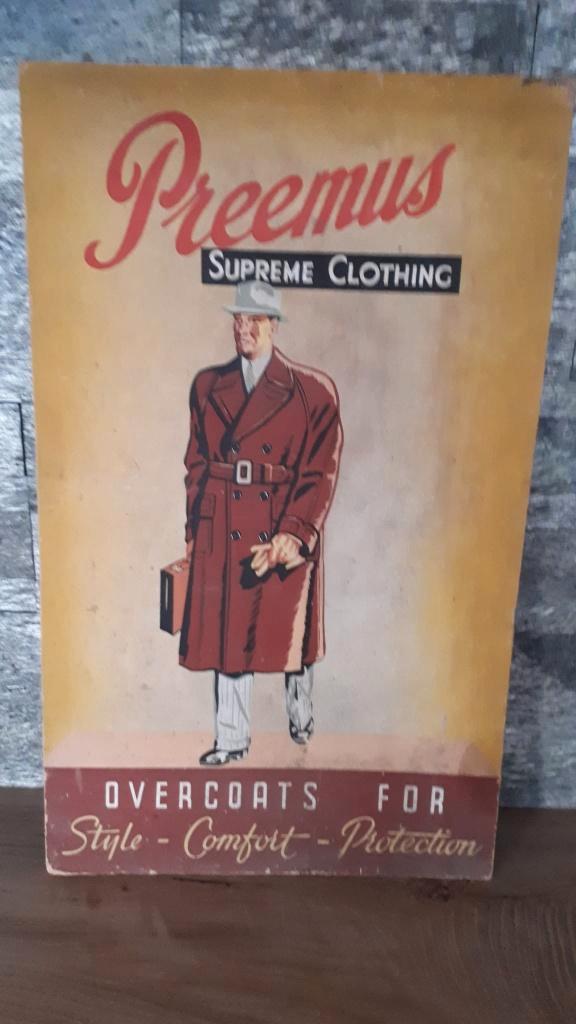 Preemus
SUPREME CLOTHING
OVERCOATS FOR
Style - Comfort - Protection